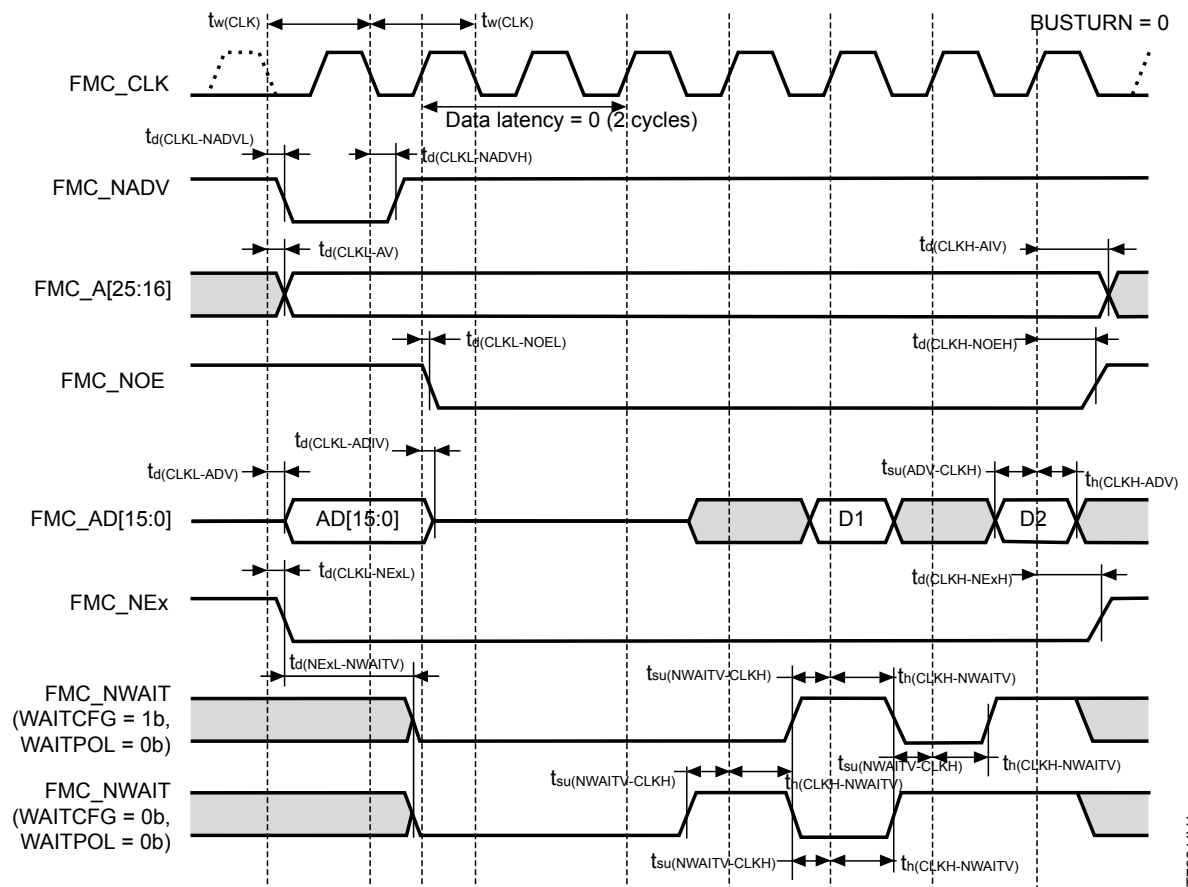 tw(CLK) tw(CLK) BUSTURN = 0
FMC_CLK
Data latency = 0 (2 cycles)
td(CLKL-NADVL) td(CLKL-NADVH)
FMC_NADV
td(CLKL-AV) td(CLKH-AIV)
FMC_A[25:16]
td(CLKL-NOEL) td(CLKH-NOEH)
FMC_NOE
td(CLKL-ADIV)
td(CLKL-ADV) tsu(ADV-CLKH) th(CLKH-ADV)
FMC_AD[15:0] AD[15:0] D1 D2
td(CLKL-NExL) td(CLKH-NExH)
FMC_NEx
td(NExL-NWAITV)
FMC_NWAIT
(WAITCFG = 1b,
WAITPOL = 0b)
tsu(NWAITV-CLKH) th(CLKH-NWAITV)
tsu(NWAITV-CLKH) th(CLKH-NWAITV)
tsu(NWAITV-CLKH) th(CLKH-NWAITV)
FMC_NWAIT
(WAITCFG = 0b,
WAITPOL = 0b)
tsu(NWAITV-CLKH) th(CLKH-NWAITV)